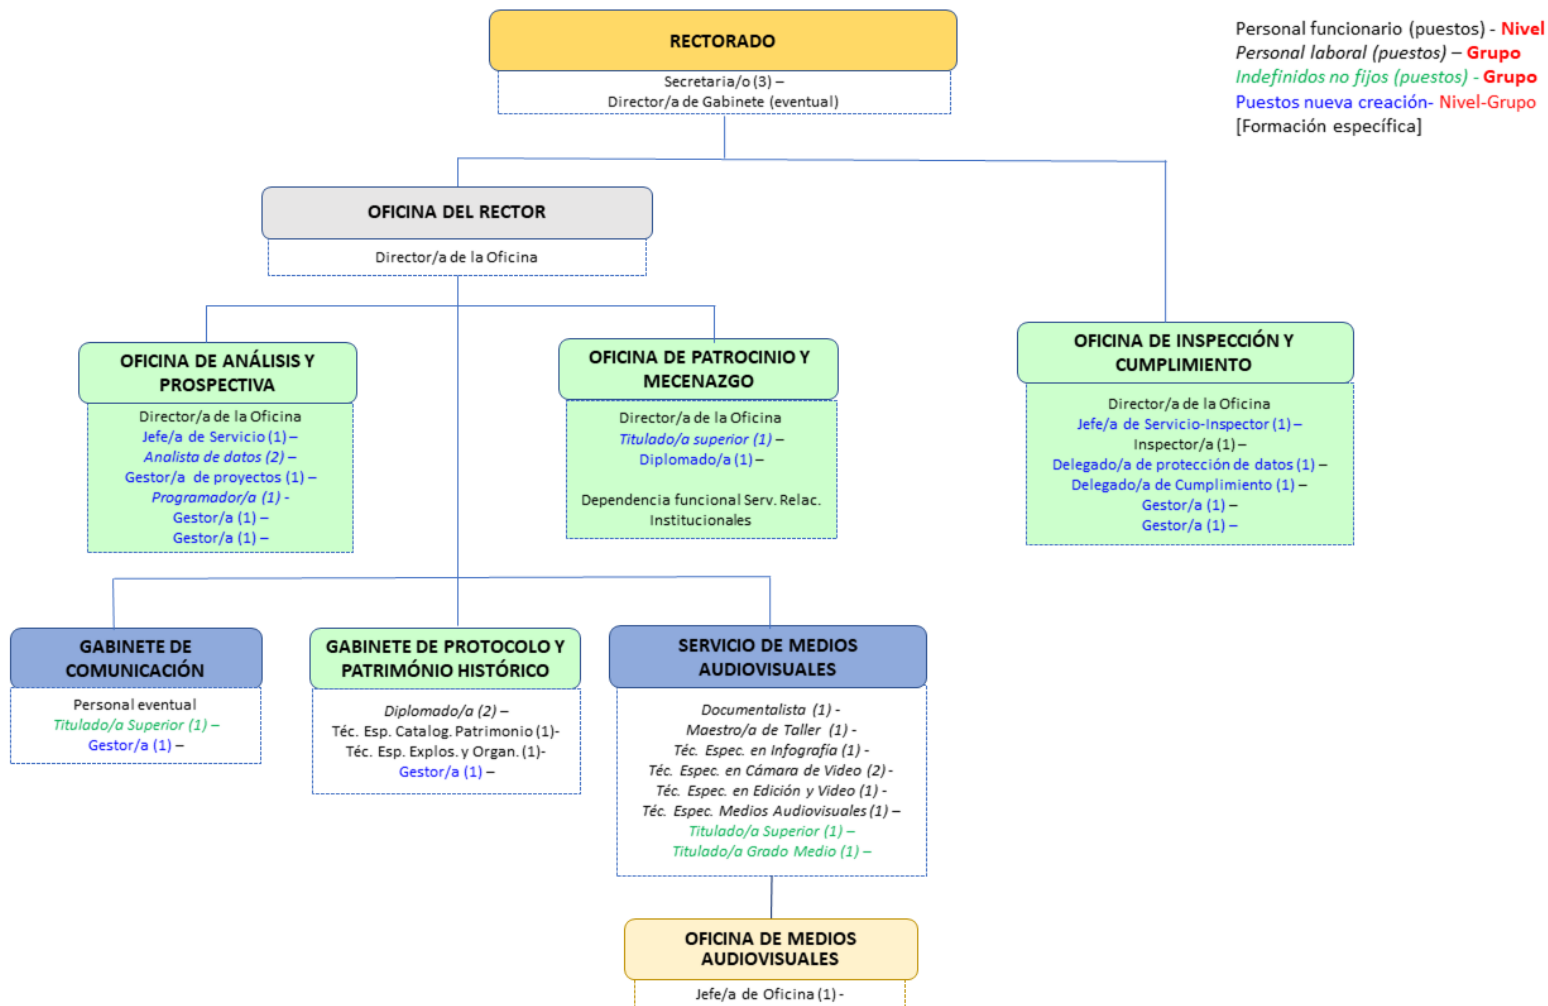 RECTORADO
Secretaria/o (3) –
Director/a de Gabinete (eventual)
Personal funcionario (puestos) - Nivel
Personal laboral (puestos) – Grupo
Indefinidos no fijos (puestos) - Grupo
Puestos nueva creación- Nivel-Grupo
[Formación específica]
OFICINA DEL RECTOR
Director/a de la Oficina
OFICINA DE ANÁLISIS Y
PROSPECTIVA
Director/a de la Oficina
Jefe/a de Servicio (1) –
Analista de datos (2) –
Gestor/a de proyectos (1) –
Programador/a (1) -
Gestor/a (1) –
Gestor/a (1) –
OFICINA DE PATROCINIO Y
MECENAZGO
Director/a de la Oficina
Titulado/a superior (1) –
Diplomado/a (1) –
Dependencia funcional Serv. Relac.
Institucionales
OFICINA DE INSPECCIÓN Y
CUMPLIMIENTO
Director/a de la Oficina
Jefe/a de Servicio-Inspector (1) –
Inspector/a (1) –
Delegado/a de protección de datos (1) –
Delegado/a de Cumplimiento (1) –
Gestor/a (1) –
Gestor/a (1) –
GABINETE DE
COMUNICACIÓN
Personal eventual
Titulado/a Superior (1) –
Gestor/a (1) –
GABINETE DE PROTOCOLO Y
PATRIMÓNIO HISTÓRICO
Diplomado/a (2) –
Téc. Esp. Catalog. Patrimonio (1)-
Téc. Esp. Explos. y Organ. (1)-
Gestor/a (1) –
SERVICIO DE MEDIOS
AUDIOVISUALES
Documentalista (1) -
Maestro/a de Taller (1) -
Téc. Espec. en Infografía (1) -
Téc. Espec. en Cámara de Video (2) -
Téc. Espec. en Edición y Video (1) -
Téc. Espec. Medios Audiovisuales (1) –
Titulado/a Superior (1) –
Titulado/a Grado Medio (1) –
OFICINA DE MEDIOS
AUDIOVISUALES
Jefe/a de Oficina (1) -